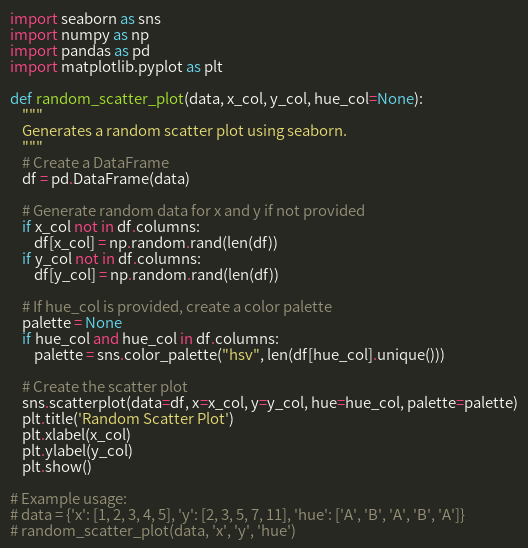 import seaborn as sns
import numpy as np
import pandas as pd
import matplotlib.pyplot as plt

def random_scatter_plot(data, x_col, y_col, hue_col=None):
    """
    Generates a random scatter plot using seaborn.
    """
    # Create a DataFrame
    df = pd.DataFrame(data)

    # Generate random data for x and y if not provided
    if x_col not in df.columns:
        df[x_col] = np.random.rand(len(df))
    if y_col not in df.columns:
        df[y_col] = np.random.rand(len(df))

    # If hue_col is provided, create a color palette
    palette = None
    if hue_col and hue_col in df.columns:
        palette = sns.color_palette("hsv", len(df[hue_col].unique()))

    # Create the scatter plot
    sns.scatterplot(data=df, x=x_col, y=y_col, hue=hue_col, palette=palette)
    plt.title('Random Scatter Plot')
    plt.xlabel(x_col)
    plt.ylabel(y_col)
    plt.show()

# Example usage:
# data = {'x': [1, 2, 3, 4, 5], 'y': [2, 3, 5, 7, 11], 'hue': ['A', 'B', 'A', 'B', 'A']}
# random_scatter_plot(data, 'x', 'y', 'hue')